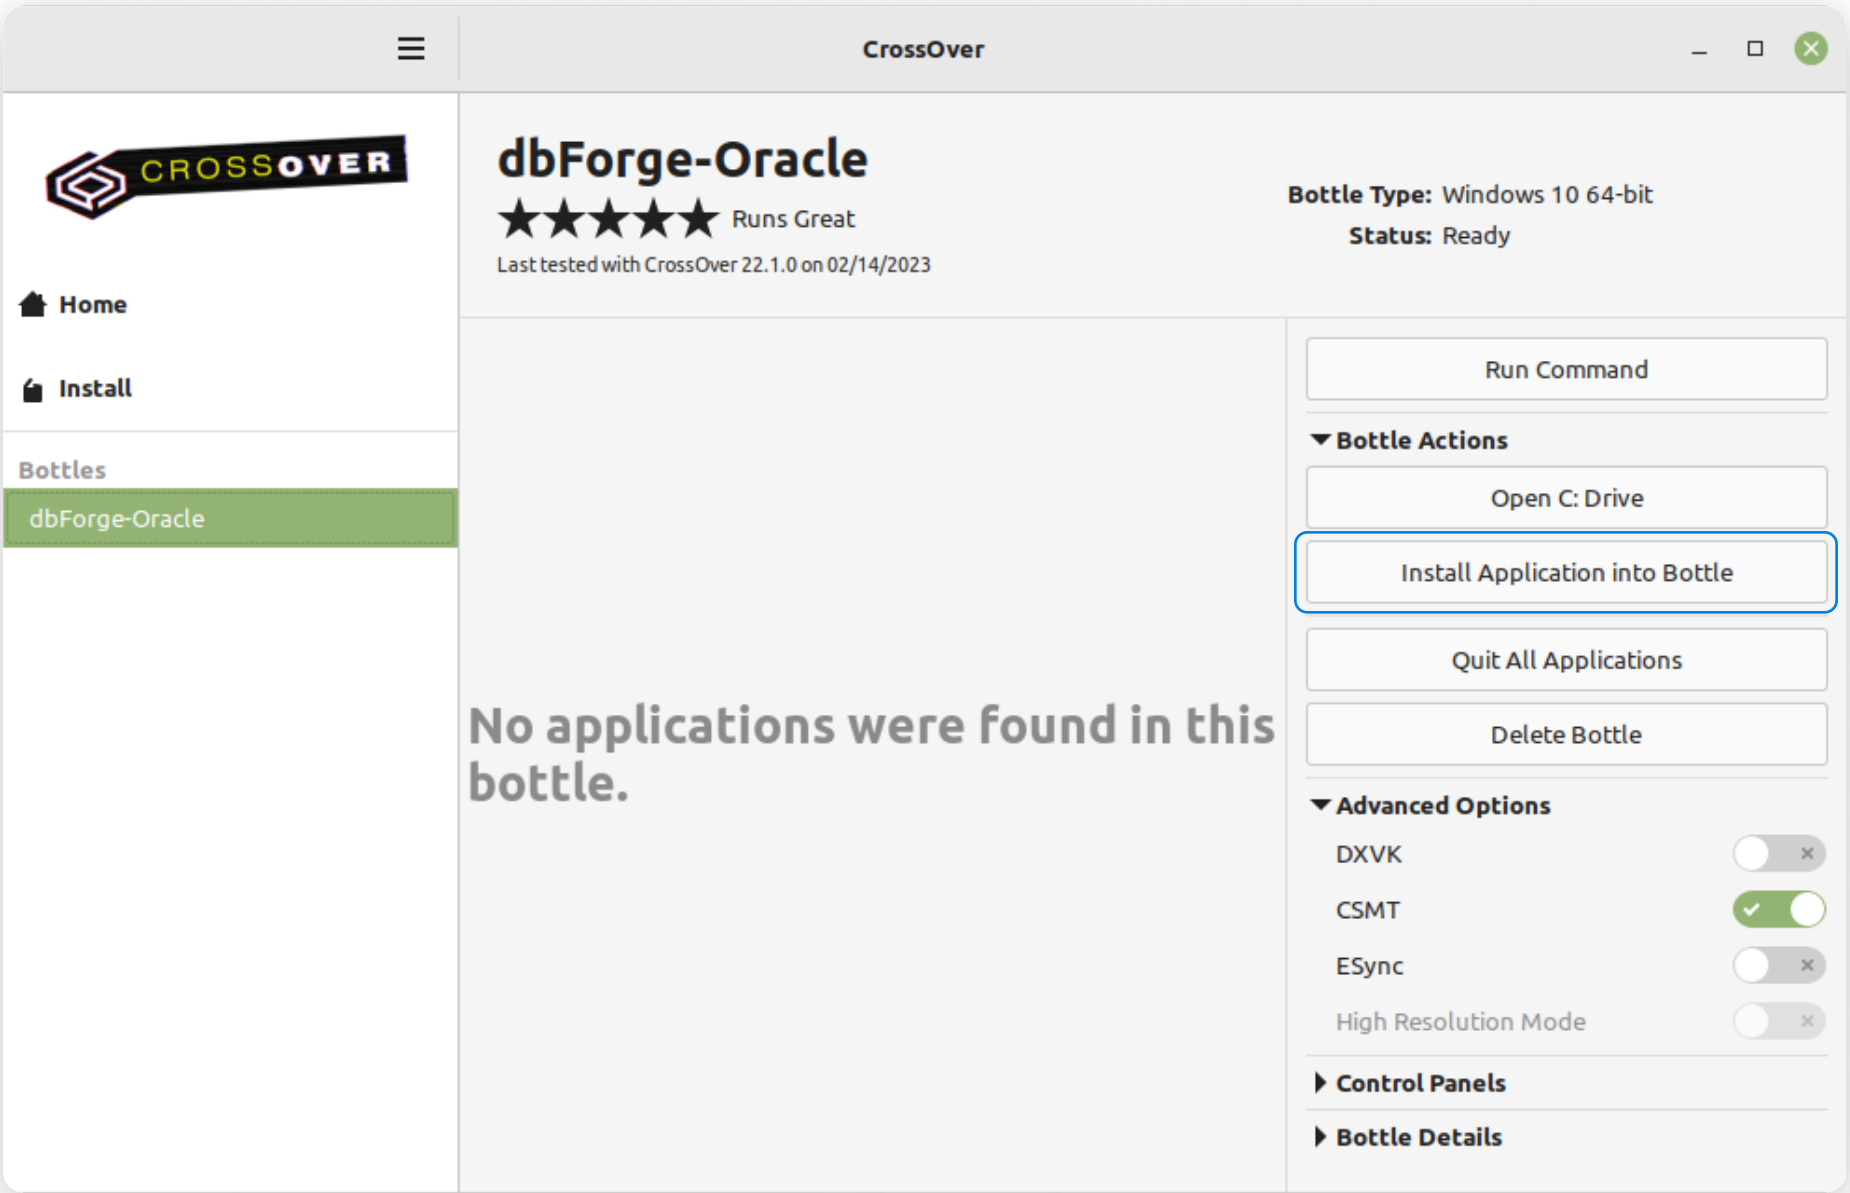 CrossOver
CROSSOVER
Home
Install
Bottles
dbForge-Oracle
dbForge-Oracle
Runs Great
Last tested with CrossOver 22.1.0 on 02/14/2023
Bottle Type: Windows 10 64-bit
Status: Ready
No applications were found in this
bottle.
Run Command
Bottle Actions
Open C: Drive
Install Application into Bottle
Quit All Applications
Delete Bottle
Advanced Options
DXVK
CSMT
ESync
High Resolution Mode
Control Panels
Bottle Details